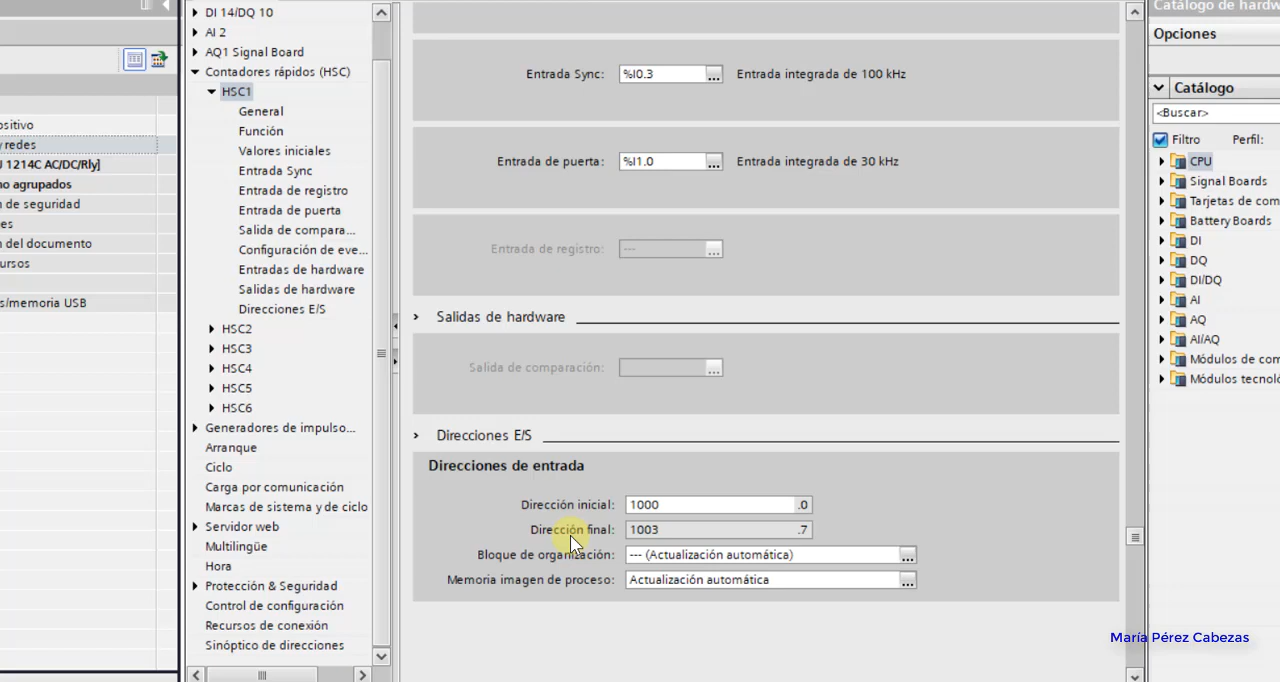 Catálogo de hardw
Opciones
Catálogo
<Buscar>
Filtro Perfil:
CPU
Signal Boards
Tarjetas de com
Battery Boards
DI
DQ
DI/DQ
AI
AQ
AI/AQ
Módulos de com
Módulos tecnoló
ositivo
y redes
J 1214C AC/DC/Rly]
no agrupados
n de seguridad
es
n del documento
ursos
s/memoria USB
DI 14/DQ 10
AI 2
AQ1 Signal Board
Contadores rápidos (HSC)
HSC1
General
Función
Valores iniciales
Entrada Sync
Entrada de registro
Entrada de puerta
Salida de compara...
Configuración de eve...
Entradas de hardware
Salidas de hardware
Direcciones E/S
HSC2
HSC3
HSC4
HSC5
HSC6
Generadores de impulso...
Arranque
Ciclo
Carga por comunicación
Marcas de sistema y de ciclo
Servidor web
Multilingüe
Hora
Protección & Seguridad
Control de configuración
Recursos de conexión
Sinóptico de direcciones
Entrada Sync: %I0.3 ... Entrada integrada de 100 kHz
Entrada de puerta: %I1.0 ... Entrada integrada de 30 kHz
Entrada de registro: --- ...
Salidas de hardware
Salida de comparación: ...
Direcciones E/S
Direcciones de entrada
Dirección inicial: 1000 .0
Dirección final: 1003 .7
Bloque de organización: --- (Actualización automática) ...
Memoria imagen de proceso: Actualización automática ...
María Pérez Cabezas